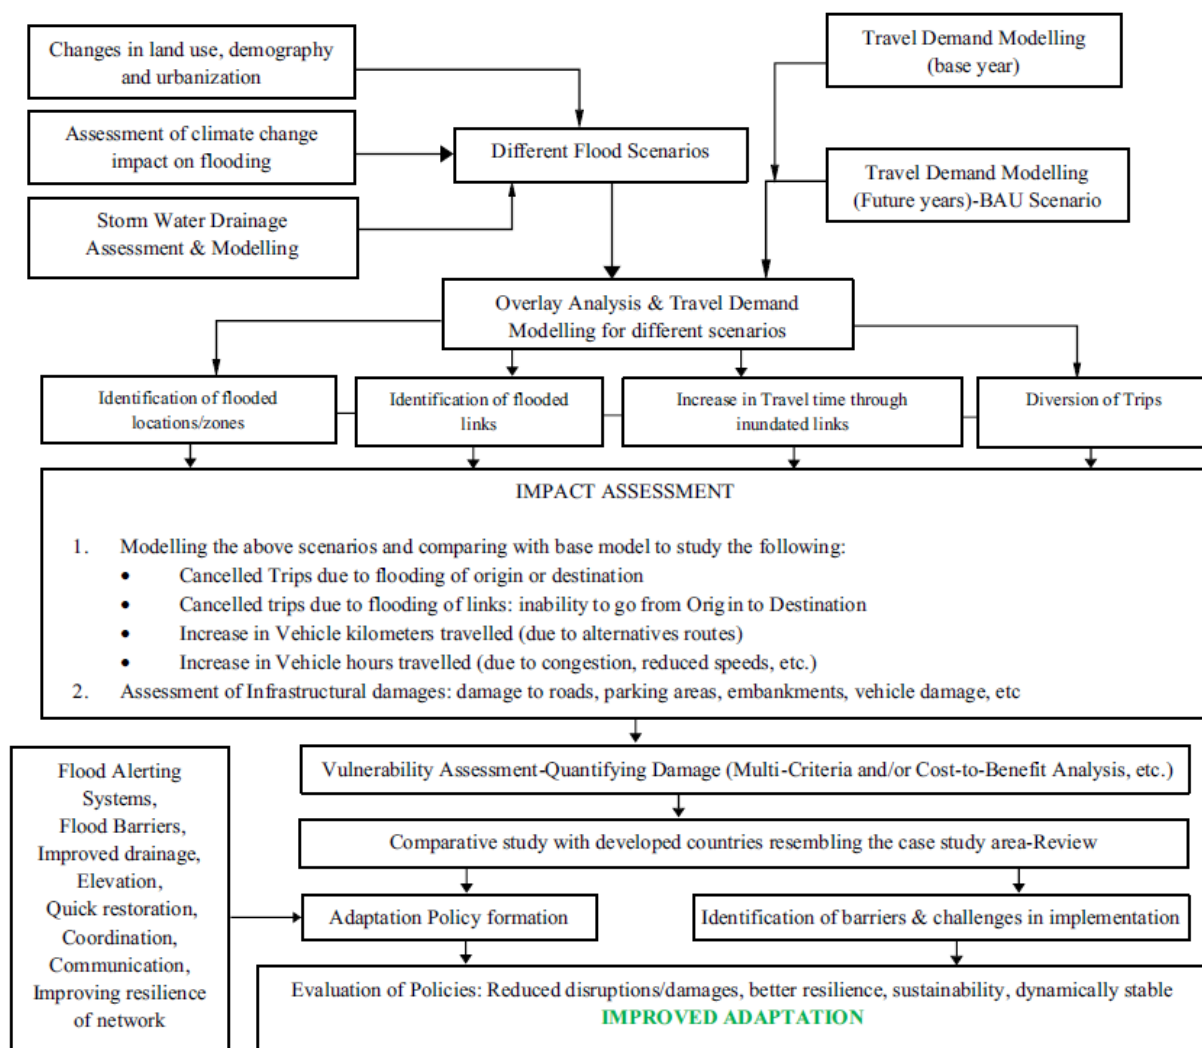 Changes in land use, demography
and urbanization
Travel Demand Modelling
(base year)
Assessment of climate change
impact on flooding
Different Flood Scenarios
Travel Demand Modelling
(Future years)-BAU Scenario
Storm Water Drainage
Assessment & Modelling
Overlay Analysis & Travel Demand
Modelling for different scenarios
Identification of flooded
locations/zones
Identification of flooded
links
Increase in Travel time through
inundated links
Diversion of Trips
IMPACT ASSESSMENT
1. Modelling the above scenarios and comparing with base model to study the following:
• Cancelled Trips due to flooding of origin or destination
• Cancelled trips due to flooding of links: inability to go from Origin to Destination
• Increase in Vehicle kilometers travelled (due to alternatives routes)
• Increase in Vehicle hours travelled (due to congestion, reduced speeds, etc.)
2. Assessment of Infrastructural damages: damage to roads, parking areas, embankments, vehicle damage, etc
Flood Alerting
Systems,
Flood Barriers,
Improved drainage,
Elevation,
Quick restoration,
Coordination,
Communication,
Improving resilience
of network
Vulnerability Assessment-Quantifying Damage (Multi-Criteria and/or Cost-to-Benefit Analysis, etc.)
Comparative study with developed countries resembling the case study area-Review
Adaptation Policy formation
Identification of barriers & challenges in implementation
Evaluation of Policies: Reduced disruptions/damages, better resilience, sustainability, dynamically stable
IMPROVED ADAPTATION